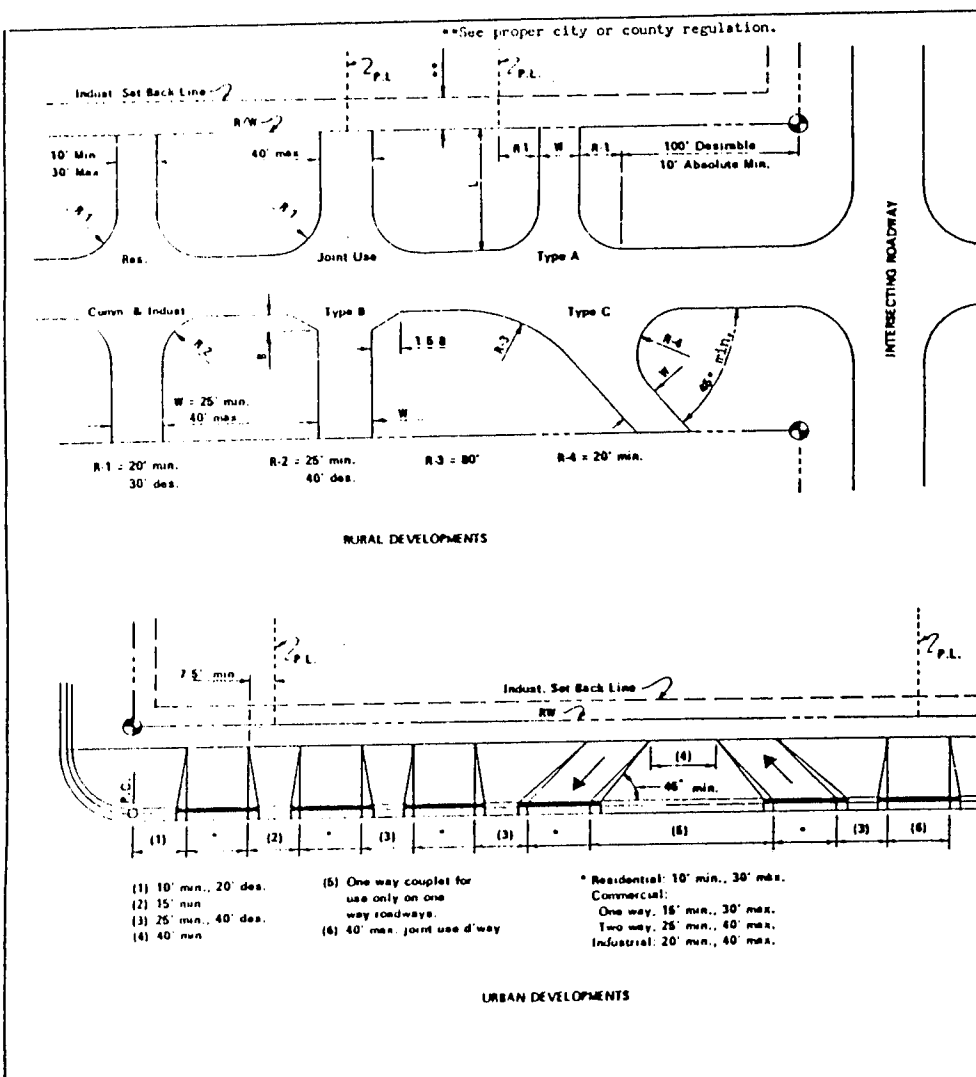 **See proper city or county regulation.
P.L.
**
P.L.
Indust. Set Back Line
R/W
10' Min
30' Max
40' max
R-1
W
R-1
100' Desirable
10' Absolute Min.
R-1
R-1
L
Res.
Joint Use
Type A
INTERSECTING ROADWAY
Comm & Indust
Type B
Type C
R-2
R-3
R-4
W
W = 25' min.
40' max
W
R-1 = 20' min.
30' des.
R-2 = 25' min.
40' des.
R-3 = 80'
R-4 = 20' min.
RURAL DEVELOPMENTS
P.L.
P.L.
7.5' min
Indust. Set Back Line
RW
(4)
45° min.
P.C.
(1)
*
(2)
*
(3)
*
(3)
*
(5)
*
(3)
(6)
(1) 10' min., 20' des.
(2) 15' min
(3) 25' min., 40' des.
(4) 40' min
(5) One way couplet for
use only on one
way roadways.
(6) 40' max. joint use d'way
* Residential: 10' min., 30' max.
Commercial:
One way, 15' min., 30' max.
Two way, 25' min., 40' max.
Industrial: 20' min., 40' max.
URBAN DEVELOPMENTS